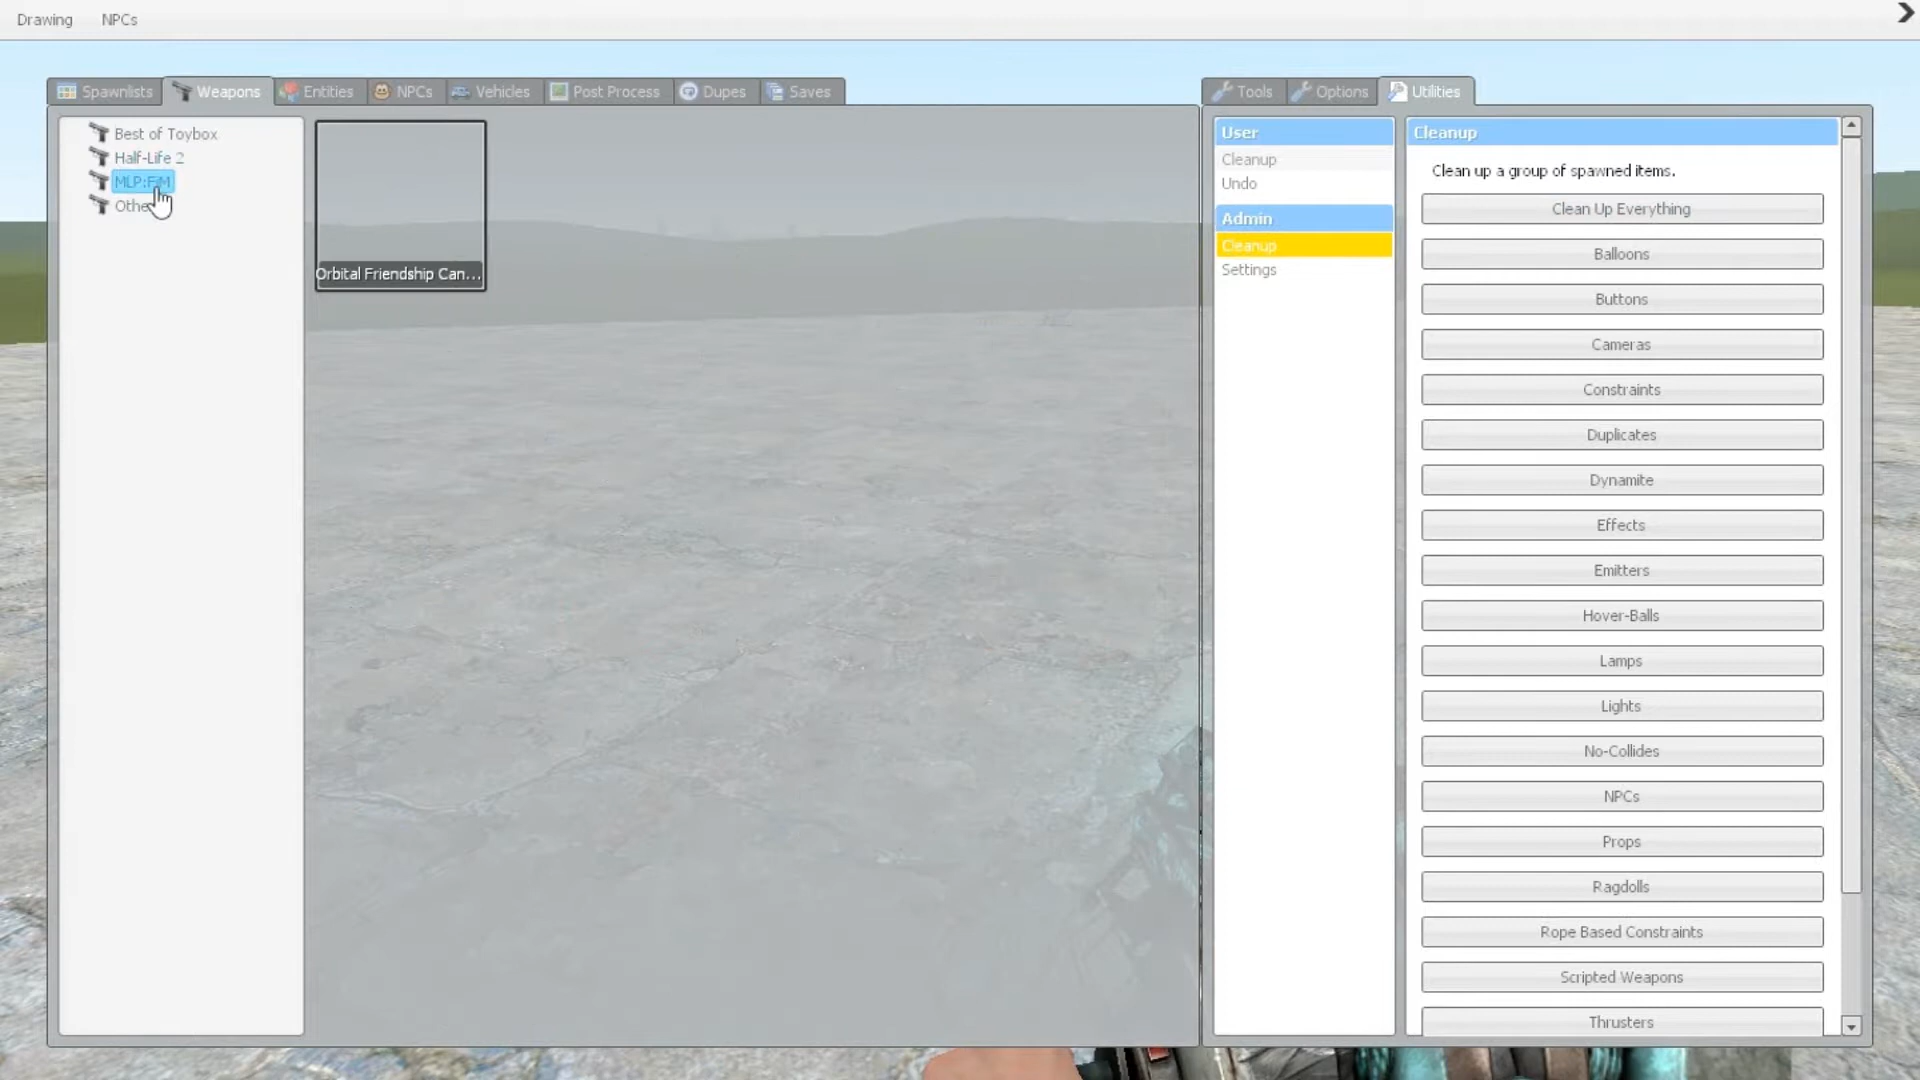 Drawing NPCs
Spawnlists Weapons Entities NPCs Vehicles Post Process Dupes Saves
Best of Toybox
Half-Life 2
MLP:FiM
Othe
Orbital Friendship Can...
Tools Options Utilities
User
Cleanup
Undo
Admin
Cleanup
Settings
Cleanup
Clean up a group of spawned items.
Clean Up Everything
Balloons
Buttons
Cameras
Constraints
Duplicates
Dynamite
Effects
Emitters
Hover-Balls
Lamps
Lights
No-Collides
NPCs
Props
Ragdolls
Rope Based Constraints
Scripted Weapons
Thrusters